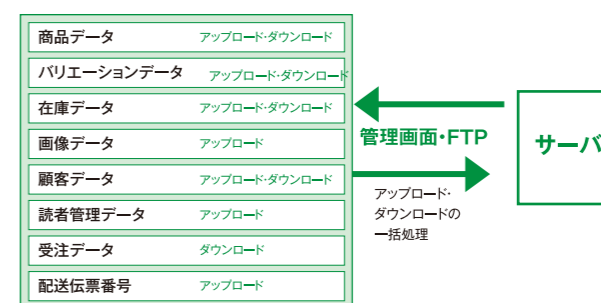 商品データ アップロード・ダウンロード
バリエーションデータ アップロード・ダウンロード
在庫データ アップロード・ダウンロード
画像データ アップロード
顧客データ アップロード・ダウンロード
読者管理データ アップロード
受注データ ダウンロード
配送伝票番号 アップロード
管理画面・FTP
アップロード・
ダウンロードの
一括処理
サーバ